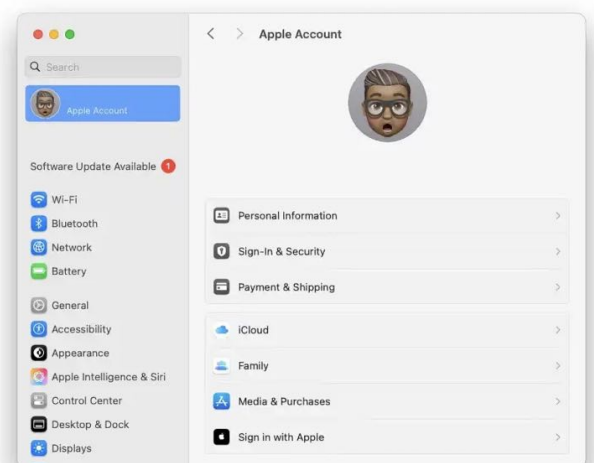 Apple Account
Search
Apple Account
Software Update Available 1
Wi-Fi
Bluetooth
Network
Battery
General
Accessibility
Appearance
Apple Intelligence & Siri
Control Center
Desktop & Dock
Displays
Personal Information
Sign-In & Security
Payment & Shipping
iCloud
Family
Media & Purchases
Sign in with Apple